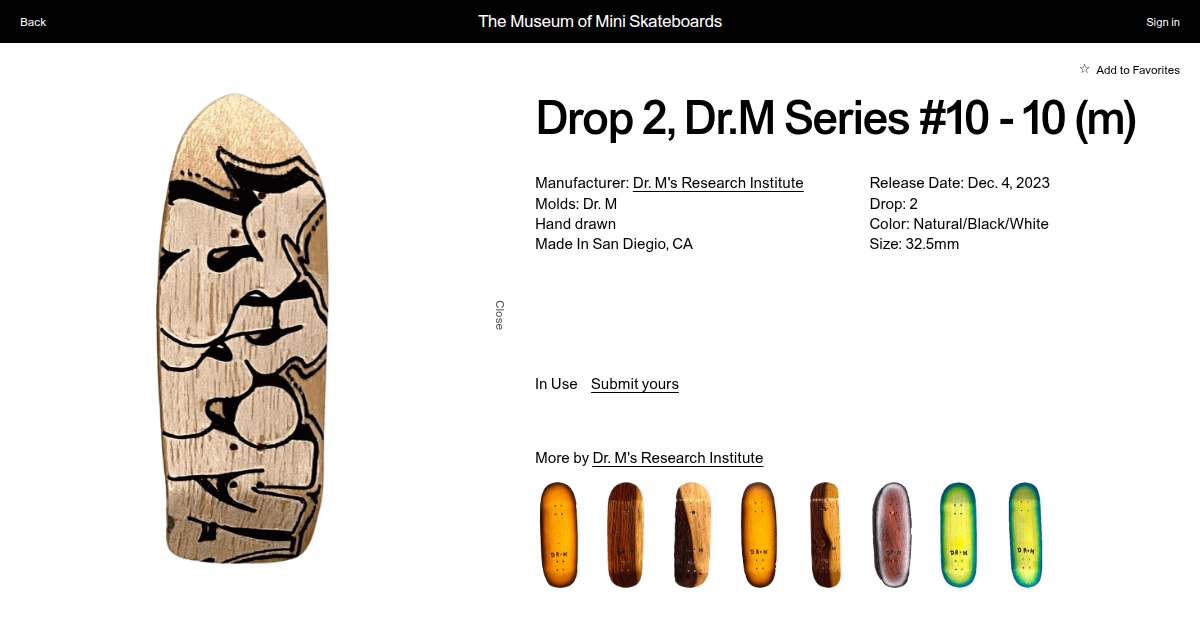 Back
The Museum of Mini Skateboards
Sign in
☆ Add to Favorites
Drop 2, Dr.M Series #10 - 10 (m)
Manufacturer: Dr. M's Research Institute
Molds: Dr. M
Hand drawn
Made In San Diegio, CA
Release Date: Dec. 4, 2023
Drop: 2
Color: Natural/Black/White
Size: 32.5mm
Close
In Use Submit yours
More by Dr. M's Research Institute